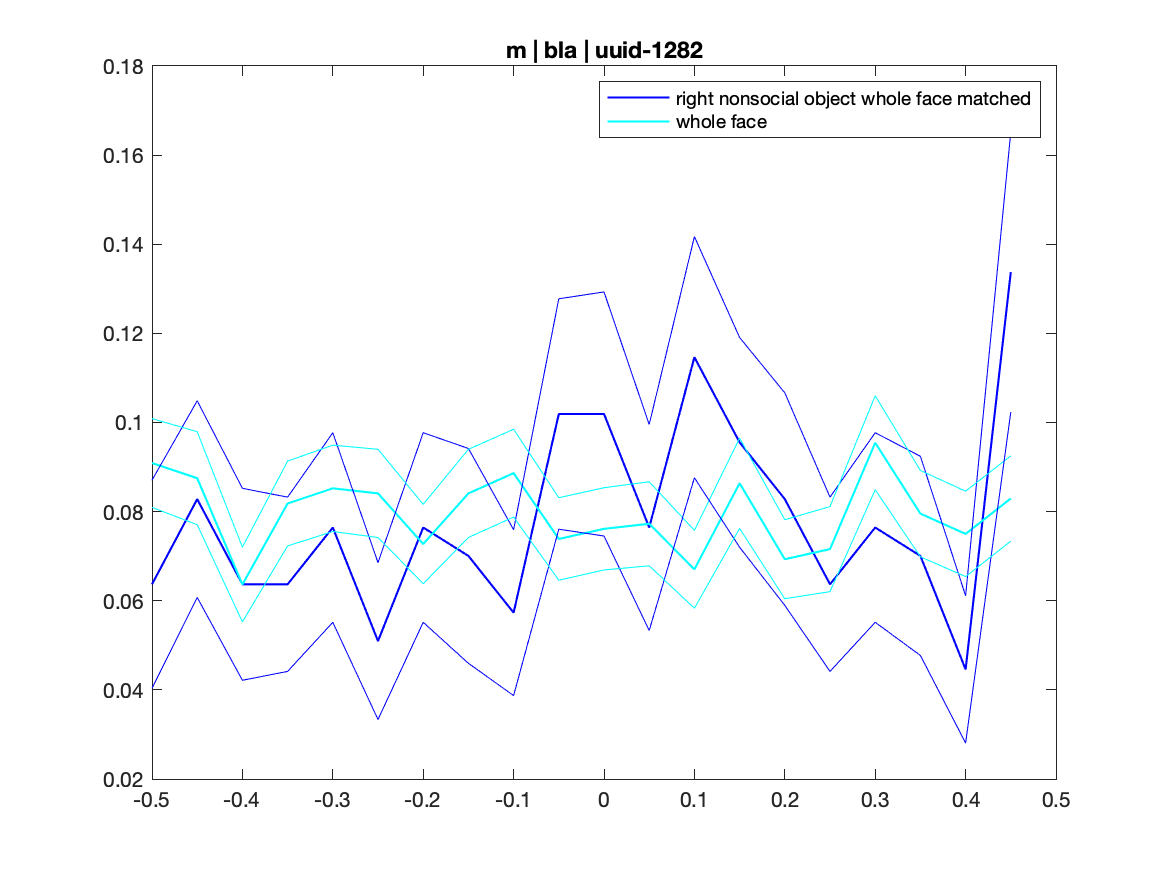 m | bla | uuid-1282
0.18
0.16
0.14
0.12
0.1
0.08
0.06
0.04
0.02
right nonsocial object whole face matched
whole face
-0.5 -0.4 -0.3 -0.2 -0.1 0 0.1 0.2 0.3 0.4 0.5